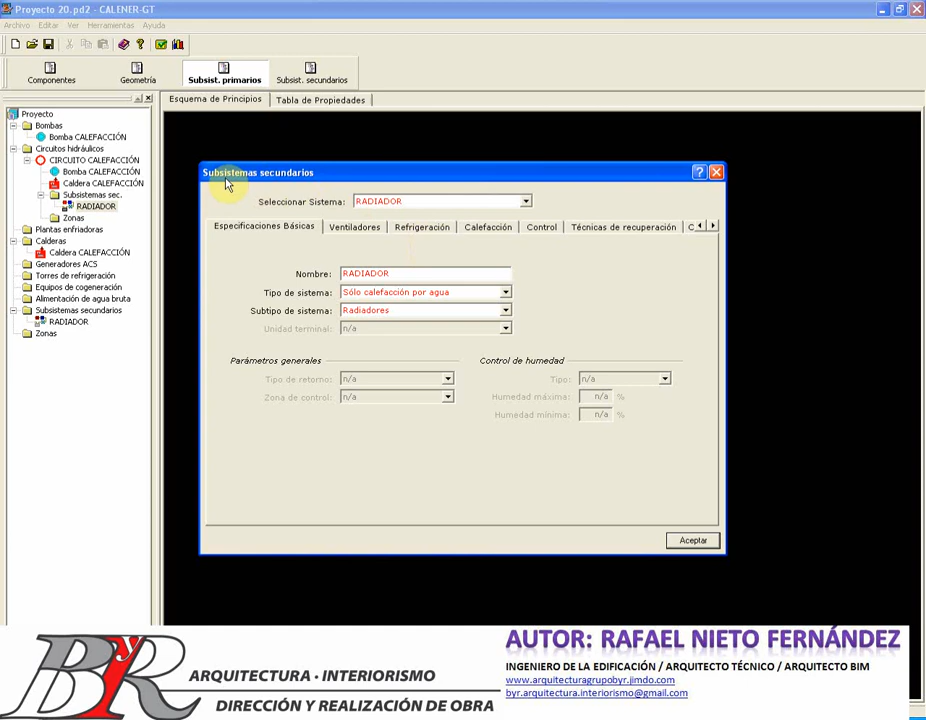 Proyecto 20.pd2 - CALENER-GT
Archivo Editar Ver Herramientas Ayuda
Componentes
Geometría
Subsist. primarios
Subsist. secundarios
Esquema de Principios
Tabla de Propiedades
Proyecto
Bombas
Bomba CALEFACCIÓN
Circuitos hidráulicos
CIRCUITO CALEFACCIÓN
Bomba CALEFACCIÓN
Caldera CALEFACCIÓN
Subsistemas sec.
RADIADOR
Zonas
Plantas enfriadoras
Calderas
Caldera CALEFACCIÓN
Generadores ACS
Torres de refrigeración
Equipos de cogeneración
Alimentación de agua bruta
Subsistemas secundarios
RADIADOR
Zonas
Subsistemas secundarios
Seleccionar Sistema: RADIADOR
Especificaciones Básicas
Ventiladores
Refrigeración
Calefacción
Control
Técnicas de recuperación
C
Nombre: RADIADOR
Tipo de sistema: Sólo calefacción por agua
Subtipo de sistema: Radiadores
Unidad terminal: n/a
Parámetros generales
Tipo de retorno: n/a
Zona de control: n/a
Control de humedad
Tipo: n/a
Humedad máxima: n/a %
Humedad mínima: n/a %
Aceptar
ByR
ARQUITECTURA · INTERIORISMO
DIRECCIÓN Y REALIZACIÓN DE OBRA
AUTOR: RAFAEL NIETO FERNÁNDEZ
INGENIERO DE LA EDIFICACIÓN / ARQUITECTO TÉCNICO / ARQUITECTO BIM
www.arquitecturagrupobyr.jimdo.com
byr.arquitectura.interiorismo@gmail.com